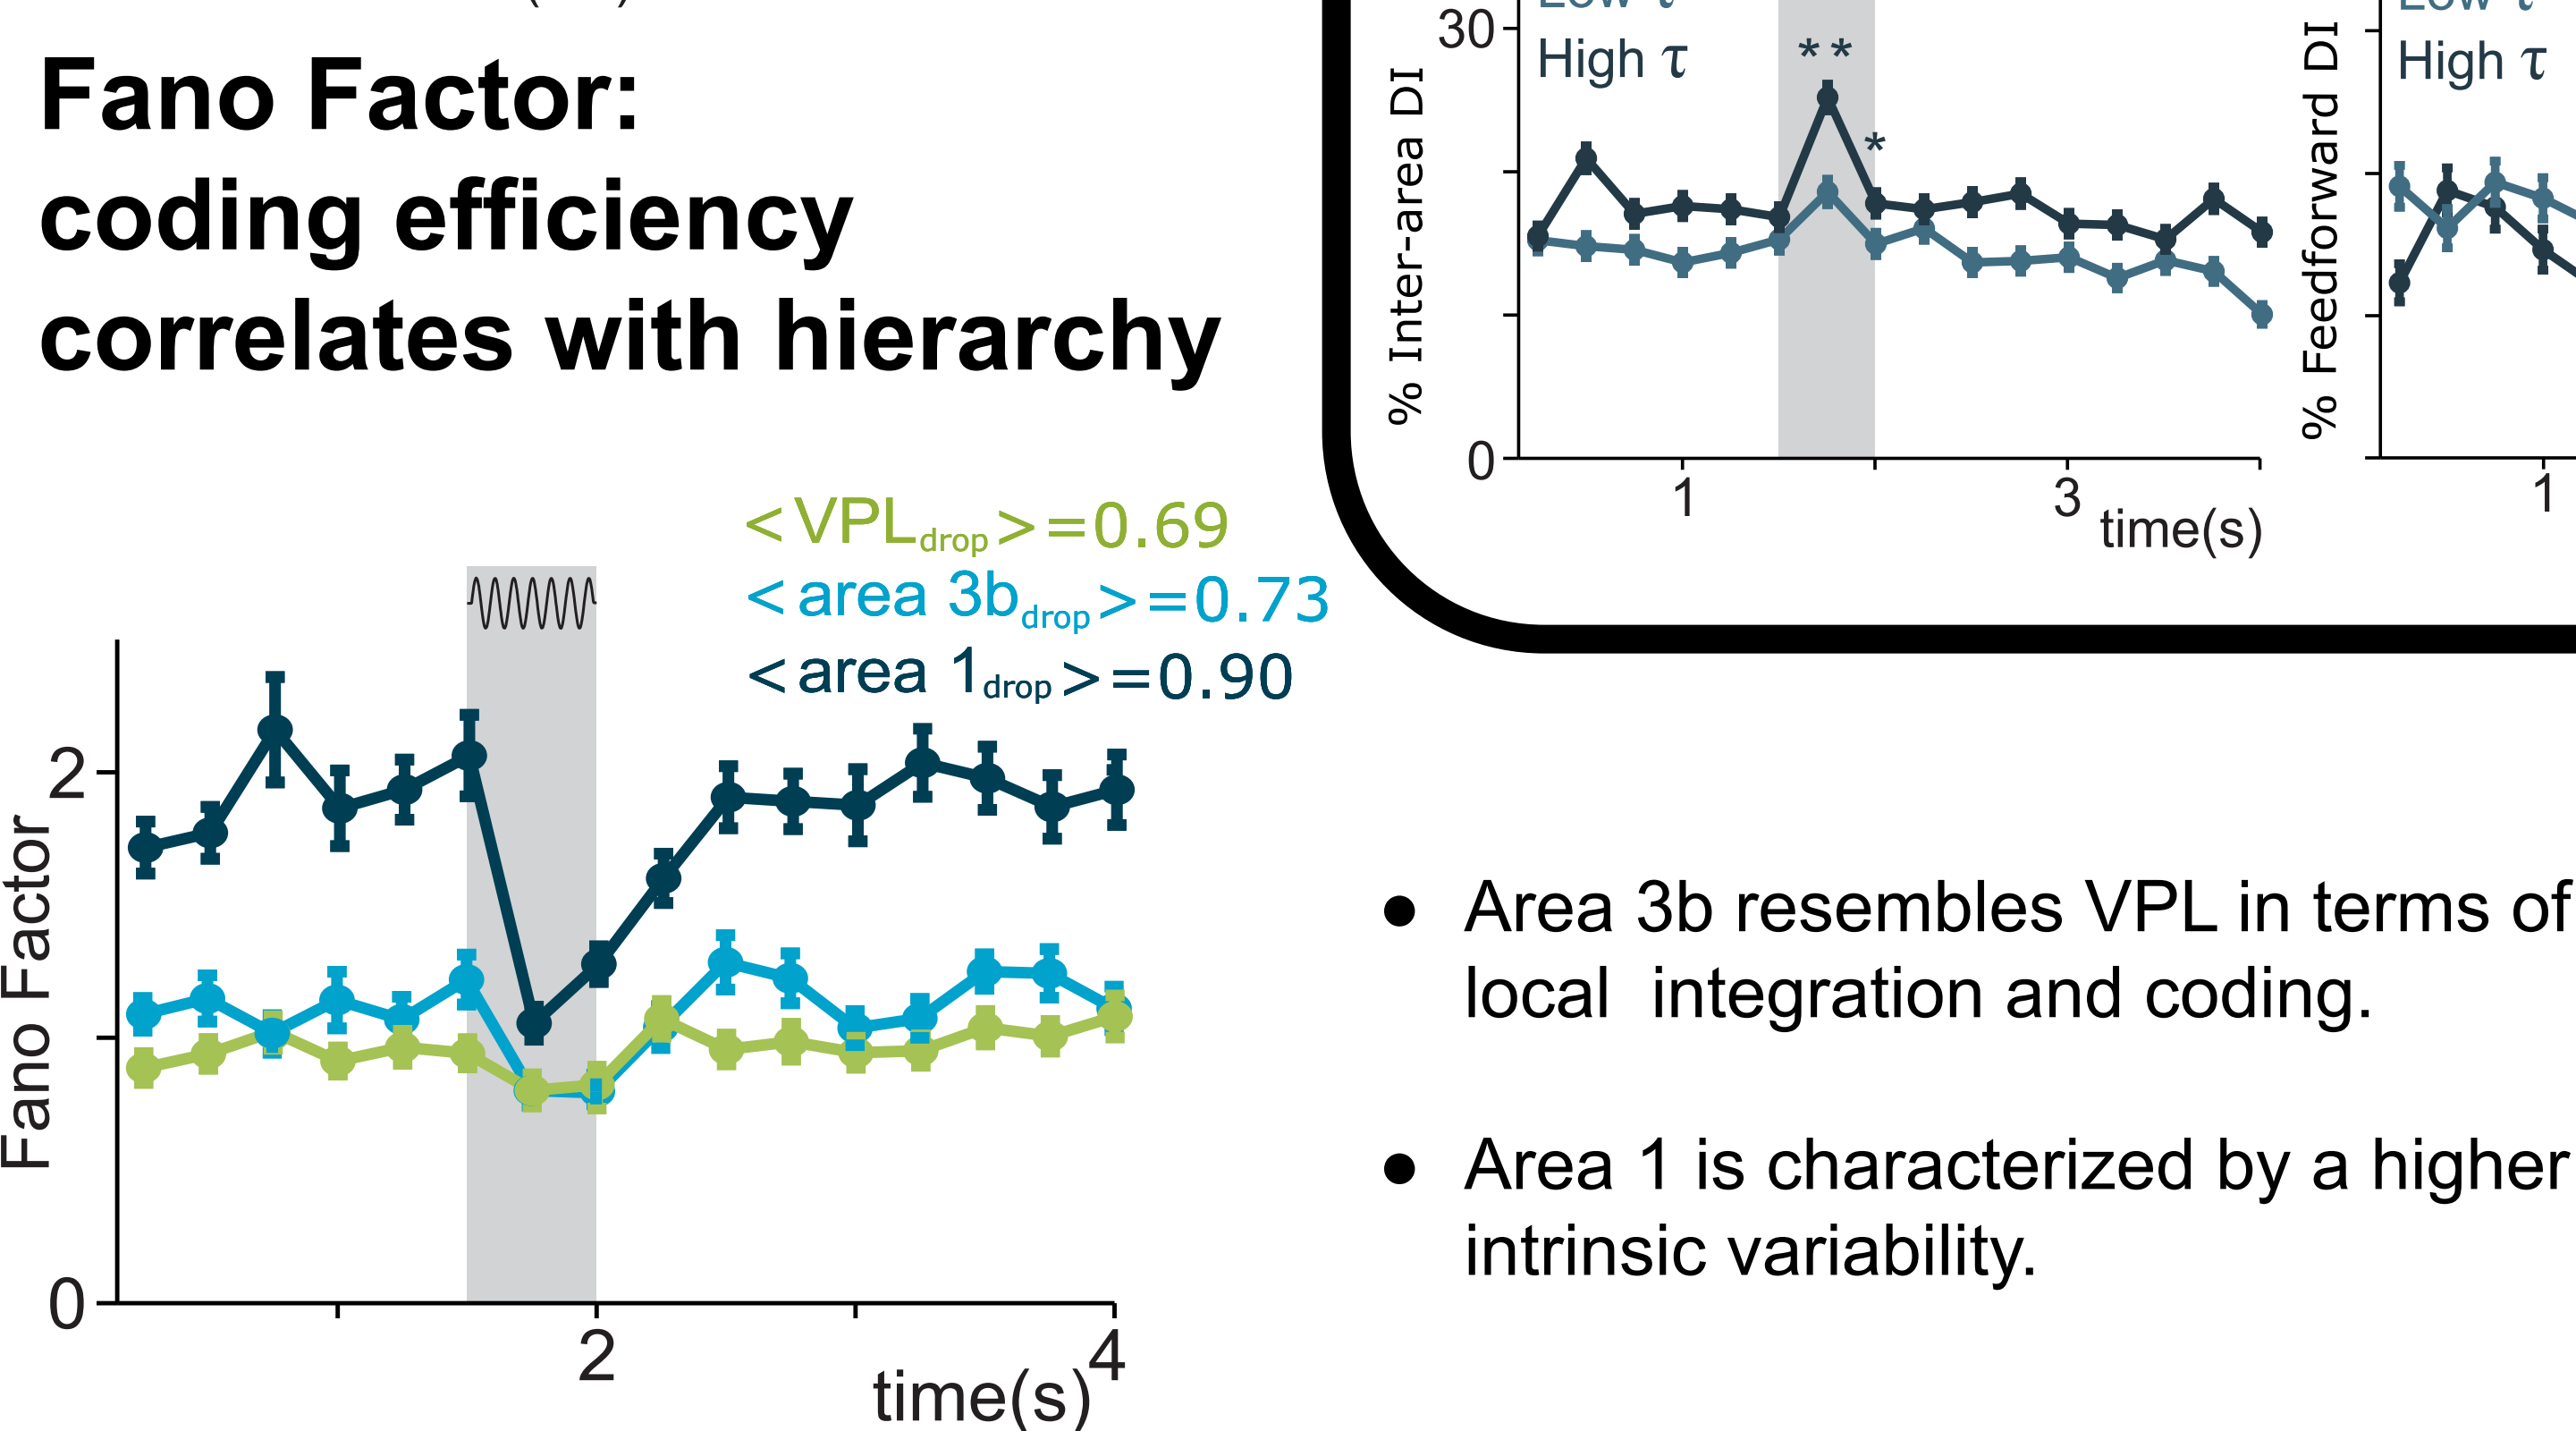 Fano Factor:
coding efficiency
correlates with hierarchy
<VPLdrop>=0.69
<area 3bdrop>=0.73
<area 1drop>=0.90
2
0
Fano Factor
2
4
time(s)
Low τ
High τ
30
**
*
0
% Inter-area DI
1
3
time(s)
Low τ
High τ
% Feedforward DI
1
● Area 3b resembles VPL in terms of
local integration and coding.
● Area 1 is characterized by a higher
intrinsic variability.